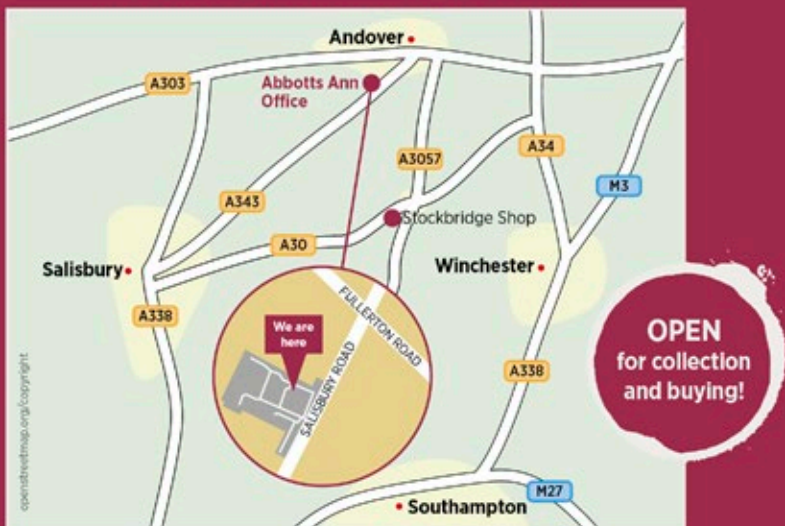 Andover
A303
Abbotts Ann
Office
A3057
A34
M3
A343
Stockbridge Shop
A30
Salisbury
Winchester
A338
FULLERTON ROAD
We are
here
SALISBURY ROAD
OPEN
for collection
and buying!
A338
openstreetmap.org/copyright
M27
Southampton